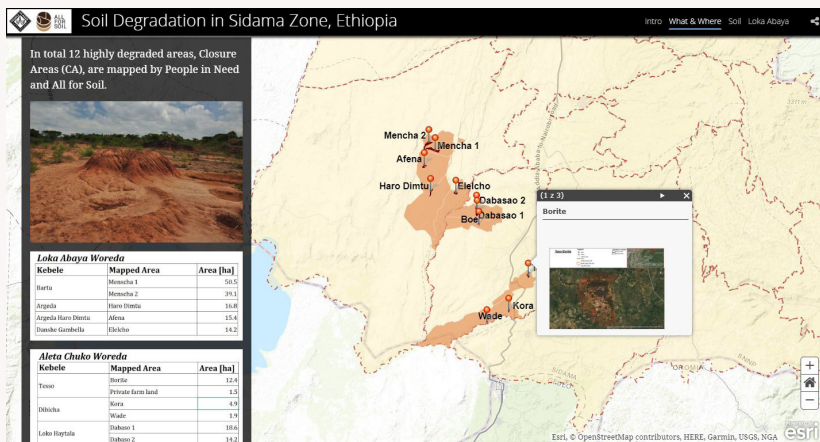 ALL FOR SOIL
Soil Degradation in Sidama Zone, Ethiopia
Intro What & Where Soil Loka Abaya
In total 12 highly degraded areas, Closure
Areas (CA), are mapped by People in Need
and All for Soil.
Loka Abaya Woreda
Kebele Mapped Area Area [ha]
Bartu Menscha 1 50.5
Menscha 2 39.1
Argeda Haro Dimtu 16.8
Argeda Haro Dimtu Afena 15.4
Danshe Gambella Elelcho 14.2
Aleta Chuko Woreda
Kebele Mapped Area Area [ha]
Tesso Borite 12.4
Private farm land 1.5
Dibicha Kora 4.9
Wade 1.9
Loko Haytala Dabaso 1 18.6
Dabaso 2 14.2
Mencha 2
Mencha 1
Afena
Haro Dimtu
Elelcho
Dabasao 2
Dabasao 1
Boe
Kora
Wade
(1 z 3)
Borite
SIDAMA
OROMIA
SNNP
Esri, © OpenStreetMap contributors, HERE, Garmin, USGS, NGA
esri